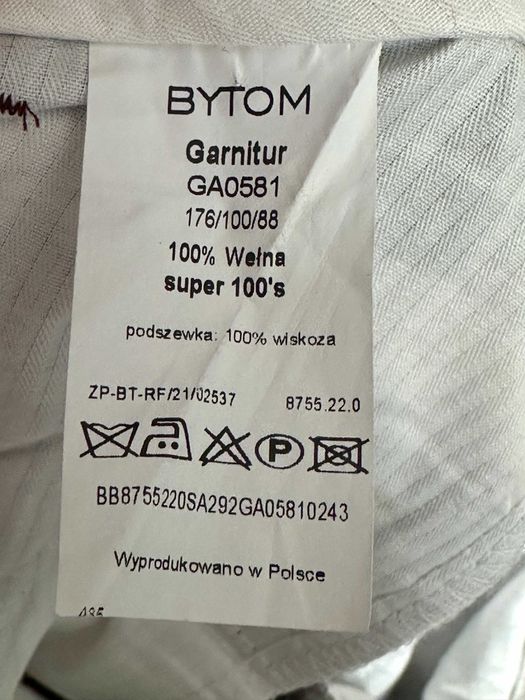 BYTOM
Garnitur
GA0581
176/100/88
100% Wełna
super 100's
podszewka: 100% wiskoza
ZP-BT-RF/21/02537 8755.22.0
P
BB8755220SA292GA05810243
Wyprodukowano w Polsce